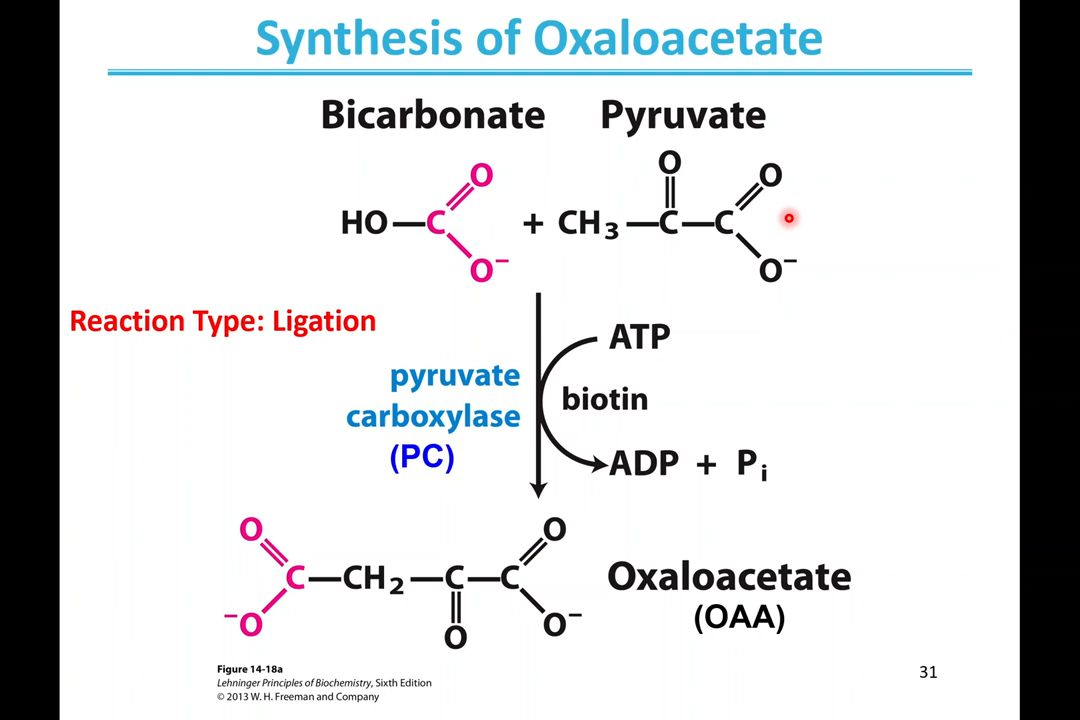 Synthesis of Oxaloacetate
Bicarbonate Pyruvate
O O O
HO—C + CH₃—C—C
O⁻ O⁻
Reaction Type: Ligation
ATP
pyruvate
carboxylase
biotin
(PC)
ADP + Pᵢ
O O
C—CH₂—C—C Oxaloacetate
⁻O O O⁻ (OAA)
Figure 14-18a
Lehninger Principles of Biochemistry, Sixth Edition
© 2013 W. H. Freeman and Company
31